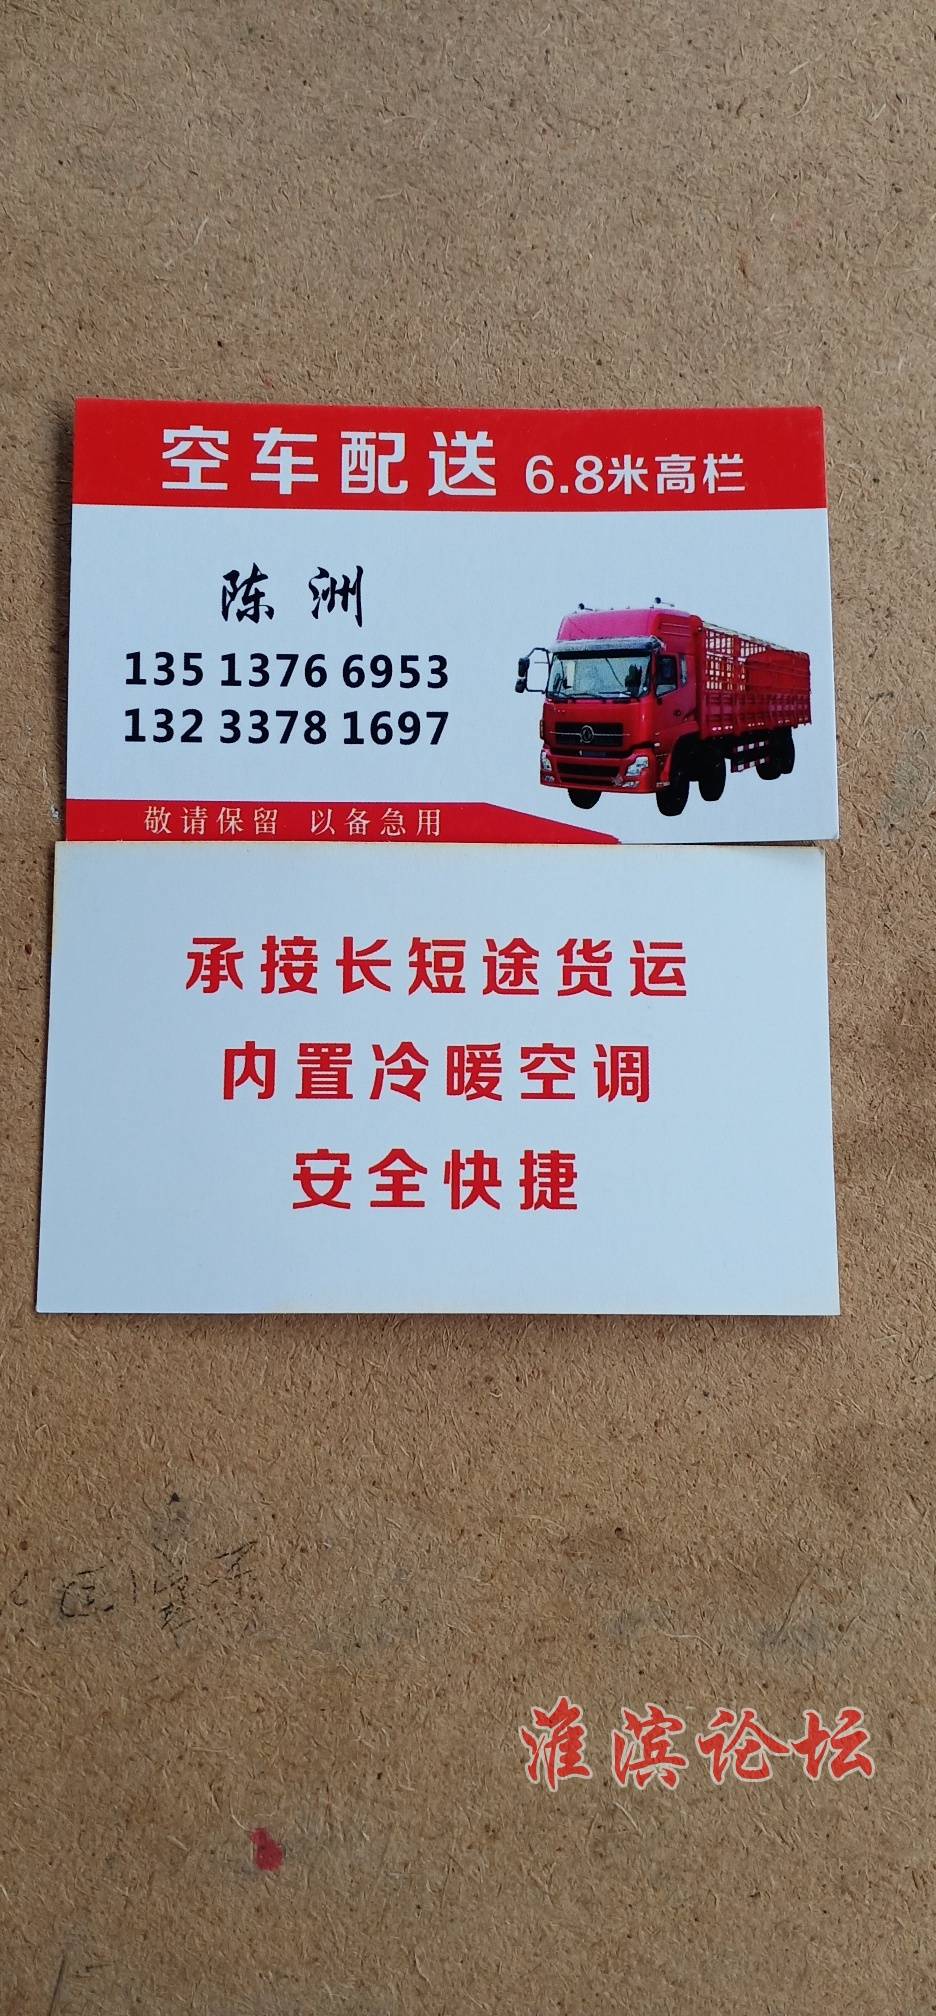 空车配送 6.8米高栏
陈洲
135 1376 6953
132 3378 1697
敬请保留 以备急用
承接长短途货运
内置冷暖空调
安全快捷
淮滨论坛